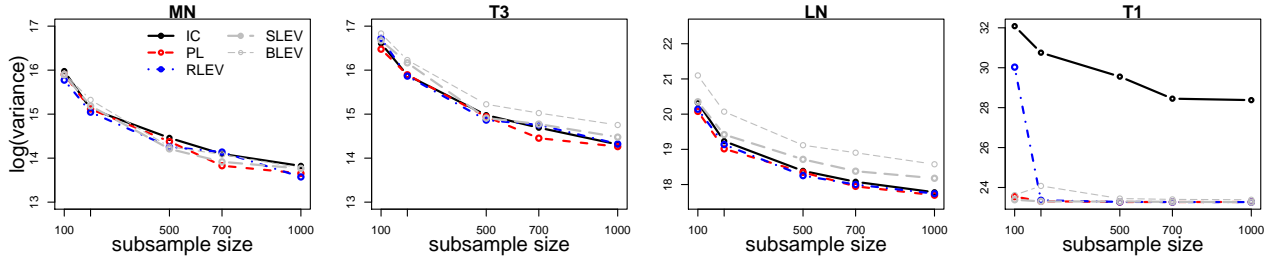 MN
log(variance)
17
16
15
14
13
IC
PL
RLEV
SLEV
BLEV
100
500
700
1000
subsample size
T3
17
16
15
14
13
100
500
700
1000
subsample size
LN
22
21
20
19
18
100
500
700
1000
subsample size
T1
32
30
28
26
24
100
500
700
1000
subsample size